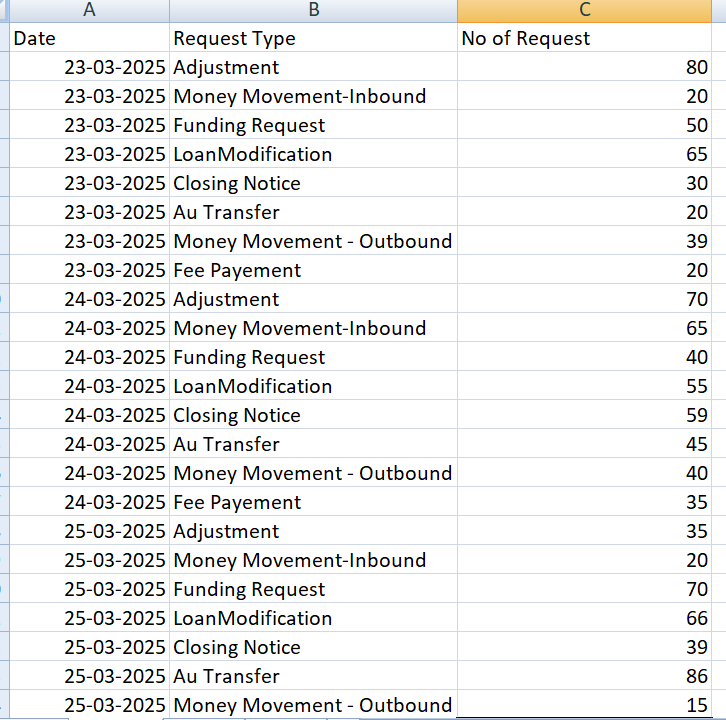 A B C
Date Request Type No of Request
23-03-2025 Adjustment 80
23-03-2025 Money Movement-Inbound 20
23-03-2025 Funding Request 50
23-03-2025 LoanModification 65
23-03-2025 Closing Notice 30
23-03-2025 Au Transfer 20
23-03-2025 Money Movement - Outbound 39
23-03-2025 Fee Payement 20
24-03-2025 Adjustment 70
24-03-2025 Money Movement-Inbound 65
24-03-2025 Funding Request 40
24-03-2025 LoanModification 55
24-03-2025 Closing Notice 59
24-03-2025 Au Transfer 45
24-03-2025 Money Movement - Outbound 40
24-03-2025 Fee Payement 35
25-03-2025 Adjustment 35
25-03-2025 Money Movement-Inbound 20
25-03-2025 Funding Request 70
25-03-2025 LoanModification 66
25-03-2025 Closing Notice 39
25-03-2025 Au Transfer 86
25-03-2025 Money Movement - Outbound 15